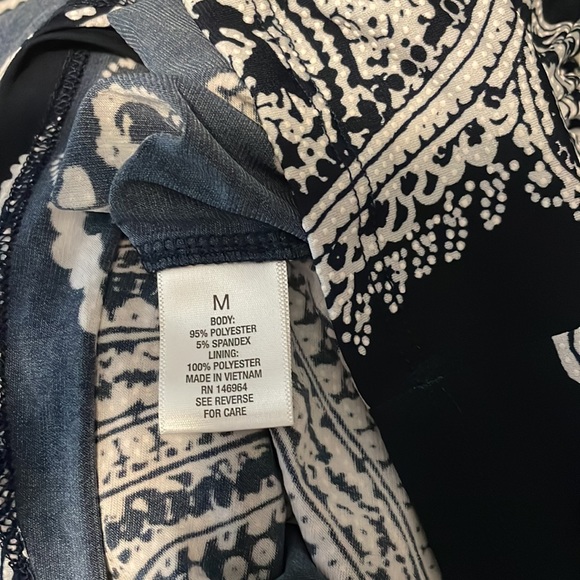 M
BODY:
95% POLYESTER
5% SPANDEX
LINING:
100% POLYESTER
MADE IN VIETNAM
RN 146964
SEE REVERSE
FOR CARE